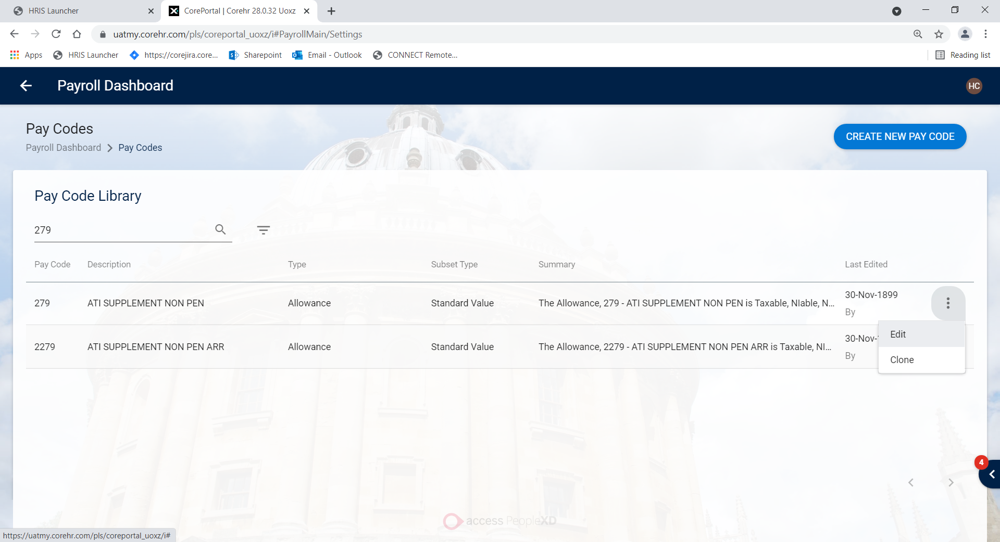 HRIS Launcher
CorePortal | Corehr 28.0.32 Uoxz
uatmy.corehr.com/pls/coreportal_uoxz/i#PayrollMain/Settings
Apps
HRIS Launcher
https://corejira.core...
Sharepoint
Email - Outlook
CONNECT Remote...
Reading list
Payroll Dashboard
HC
Pay Codes
Payroll Dashboard
Pay Codes
CREATE NEW PAY CODE
Pay Code Library
279
Pay Code Description Type Subset Type Summary Last Edited
279 ATI SUPPLEMENT NON PEN Allowance Standard Value The Allowance, 279 - ATI SUPPLEMENT NON PEN is Taxable, NIable, N... 30-Nov-1899
By
2279 ATI SUPPLEMENT NON PEN ARR Allowance Standard Value The Allowance, 2279 - ATI SUPPLEMENT NON PEN ARR is Taxable, NI... 30-Nov-
By
Edit
Clone
4
access PeopleXD
https://uatmy.corehr.com/pls/coreportal_uoxz/i#